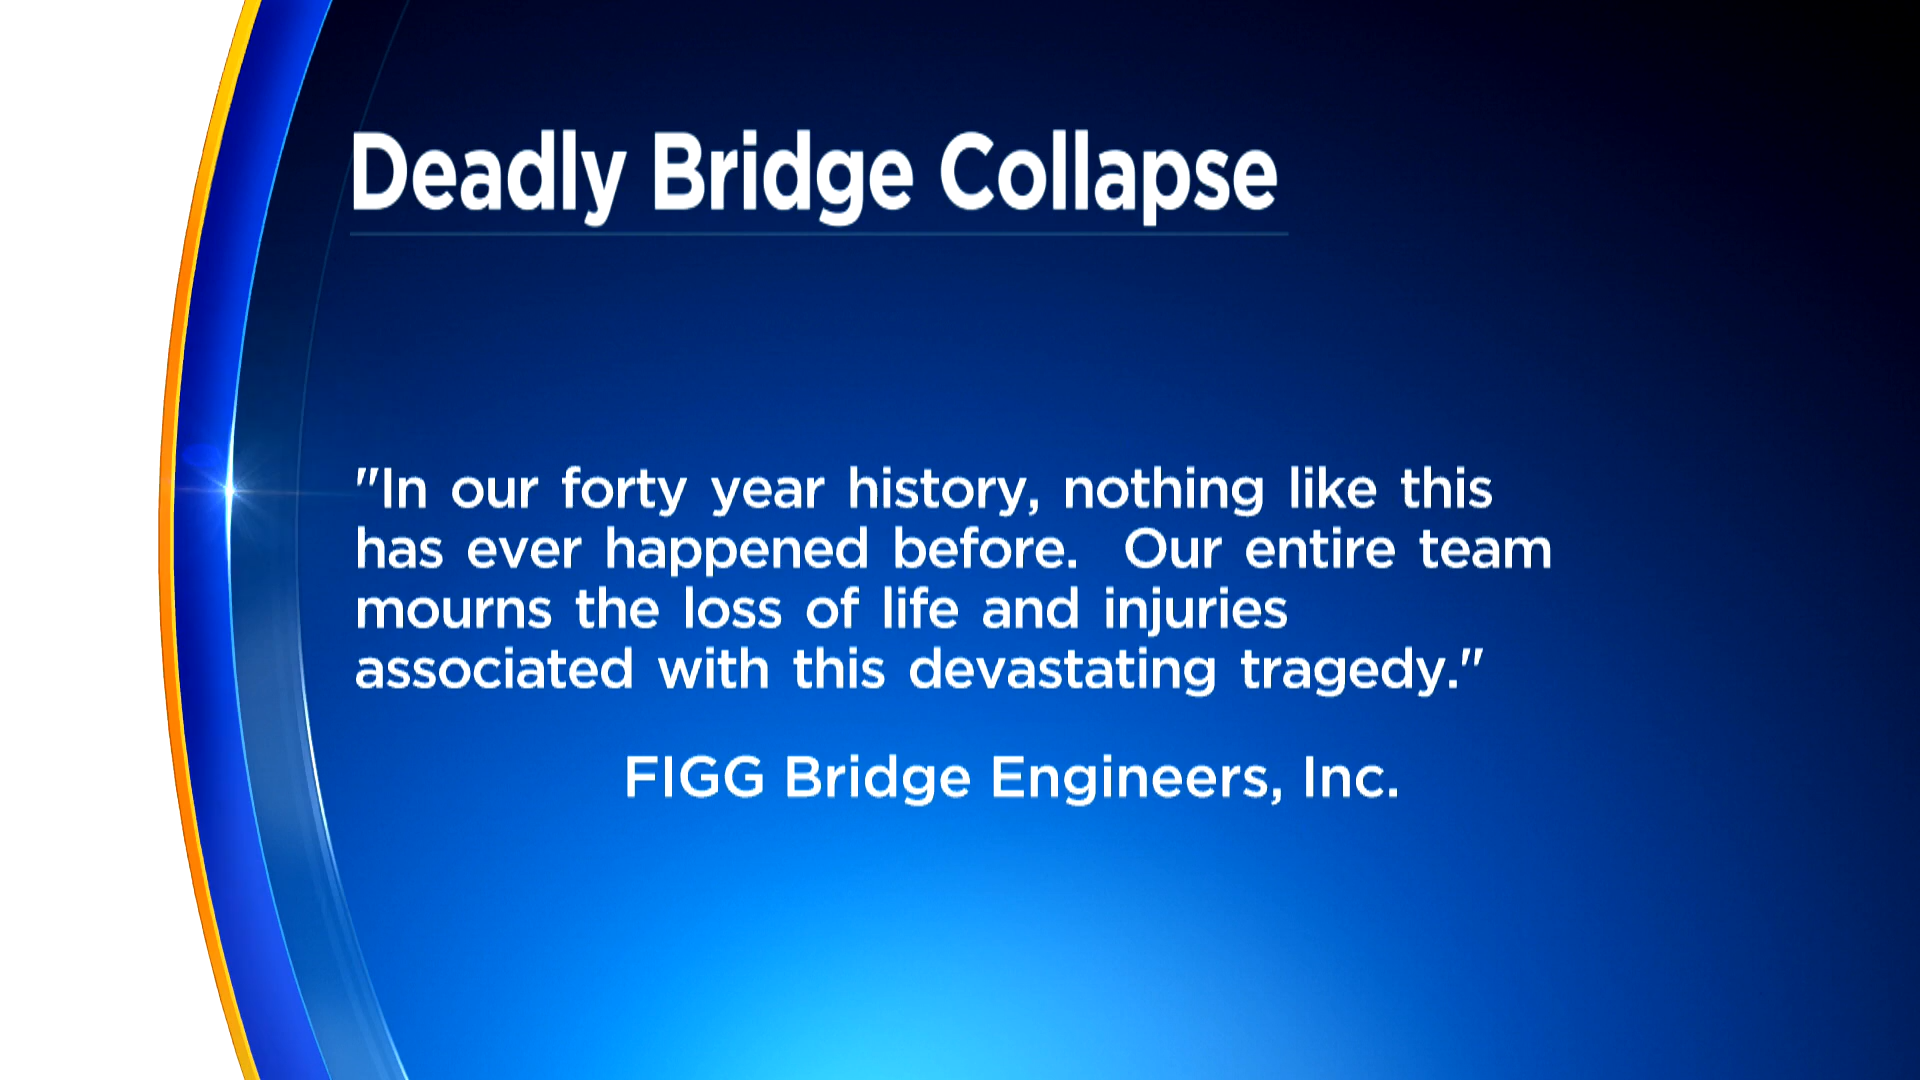 Deadly Bridge Collapse
"In our forty year history, nothing like this
has ever happened before.  Our entire team
mourns the loss of life and injuries
associated with this devastating tragedy."
FIGG Bridge Engineers, Inc.